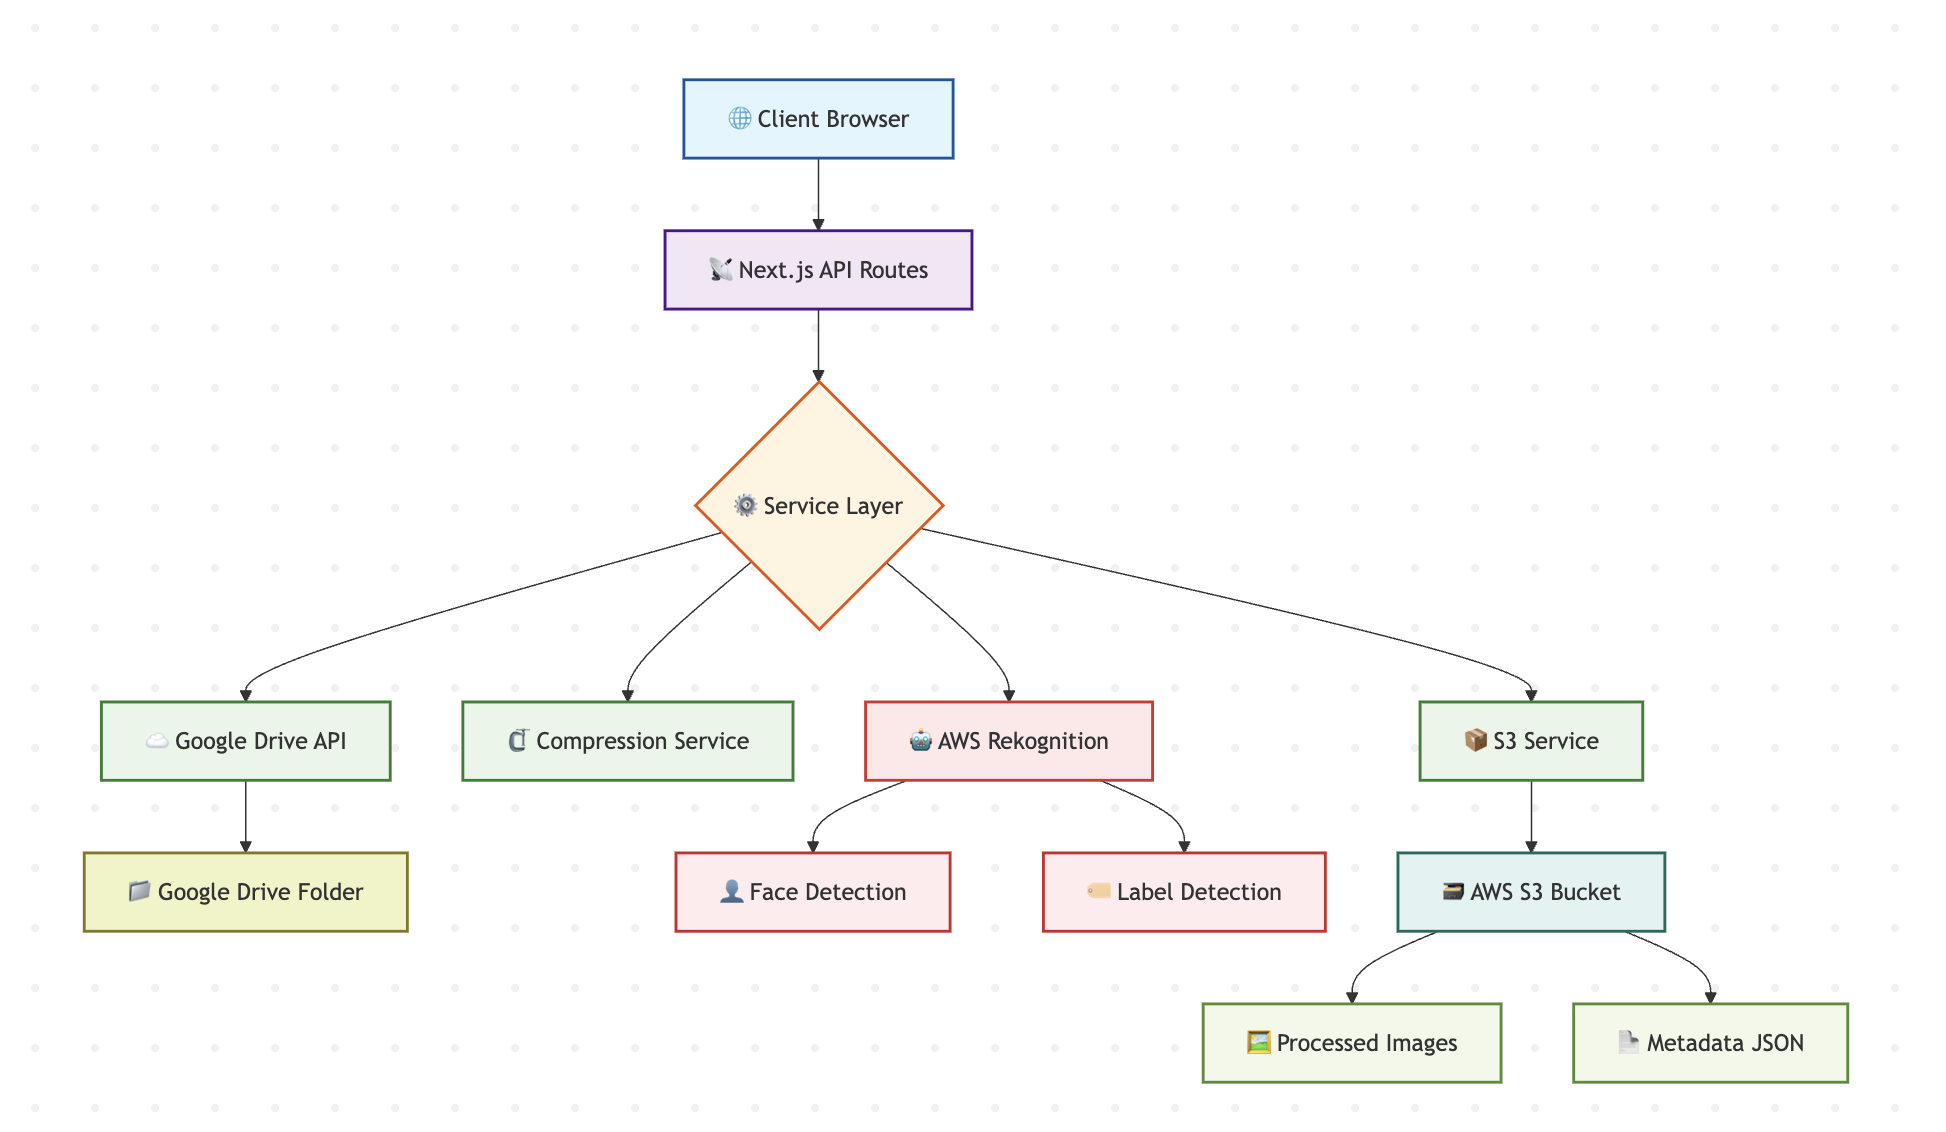 🌐 Client Browser
📡 Next.js API Routes
⚙️ Service Layer
☁️ Google Drive API
🗜️ Compression Service
🤖 AWS Rekognition
📦 S3 Service
📁 Google Drive Folder
👤 Face Detection
🏷️ Label Detection
🗃️ AWS S3 Bucket
🖼️ Processed Images
📄 Metadata JSON